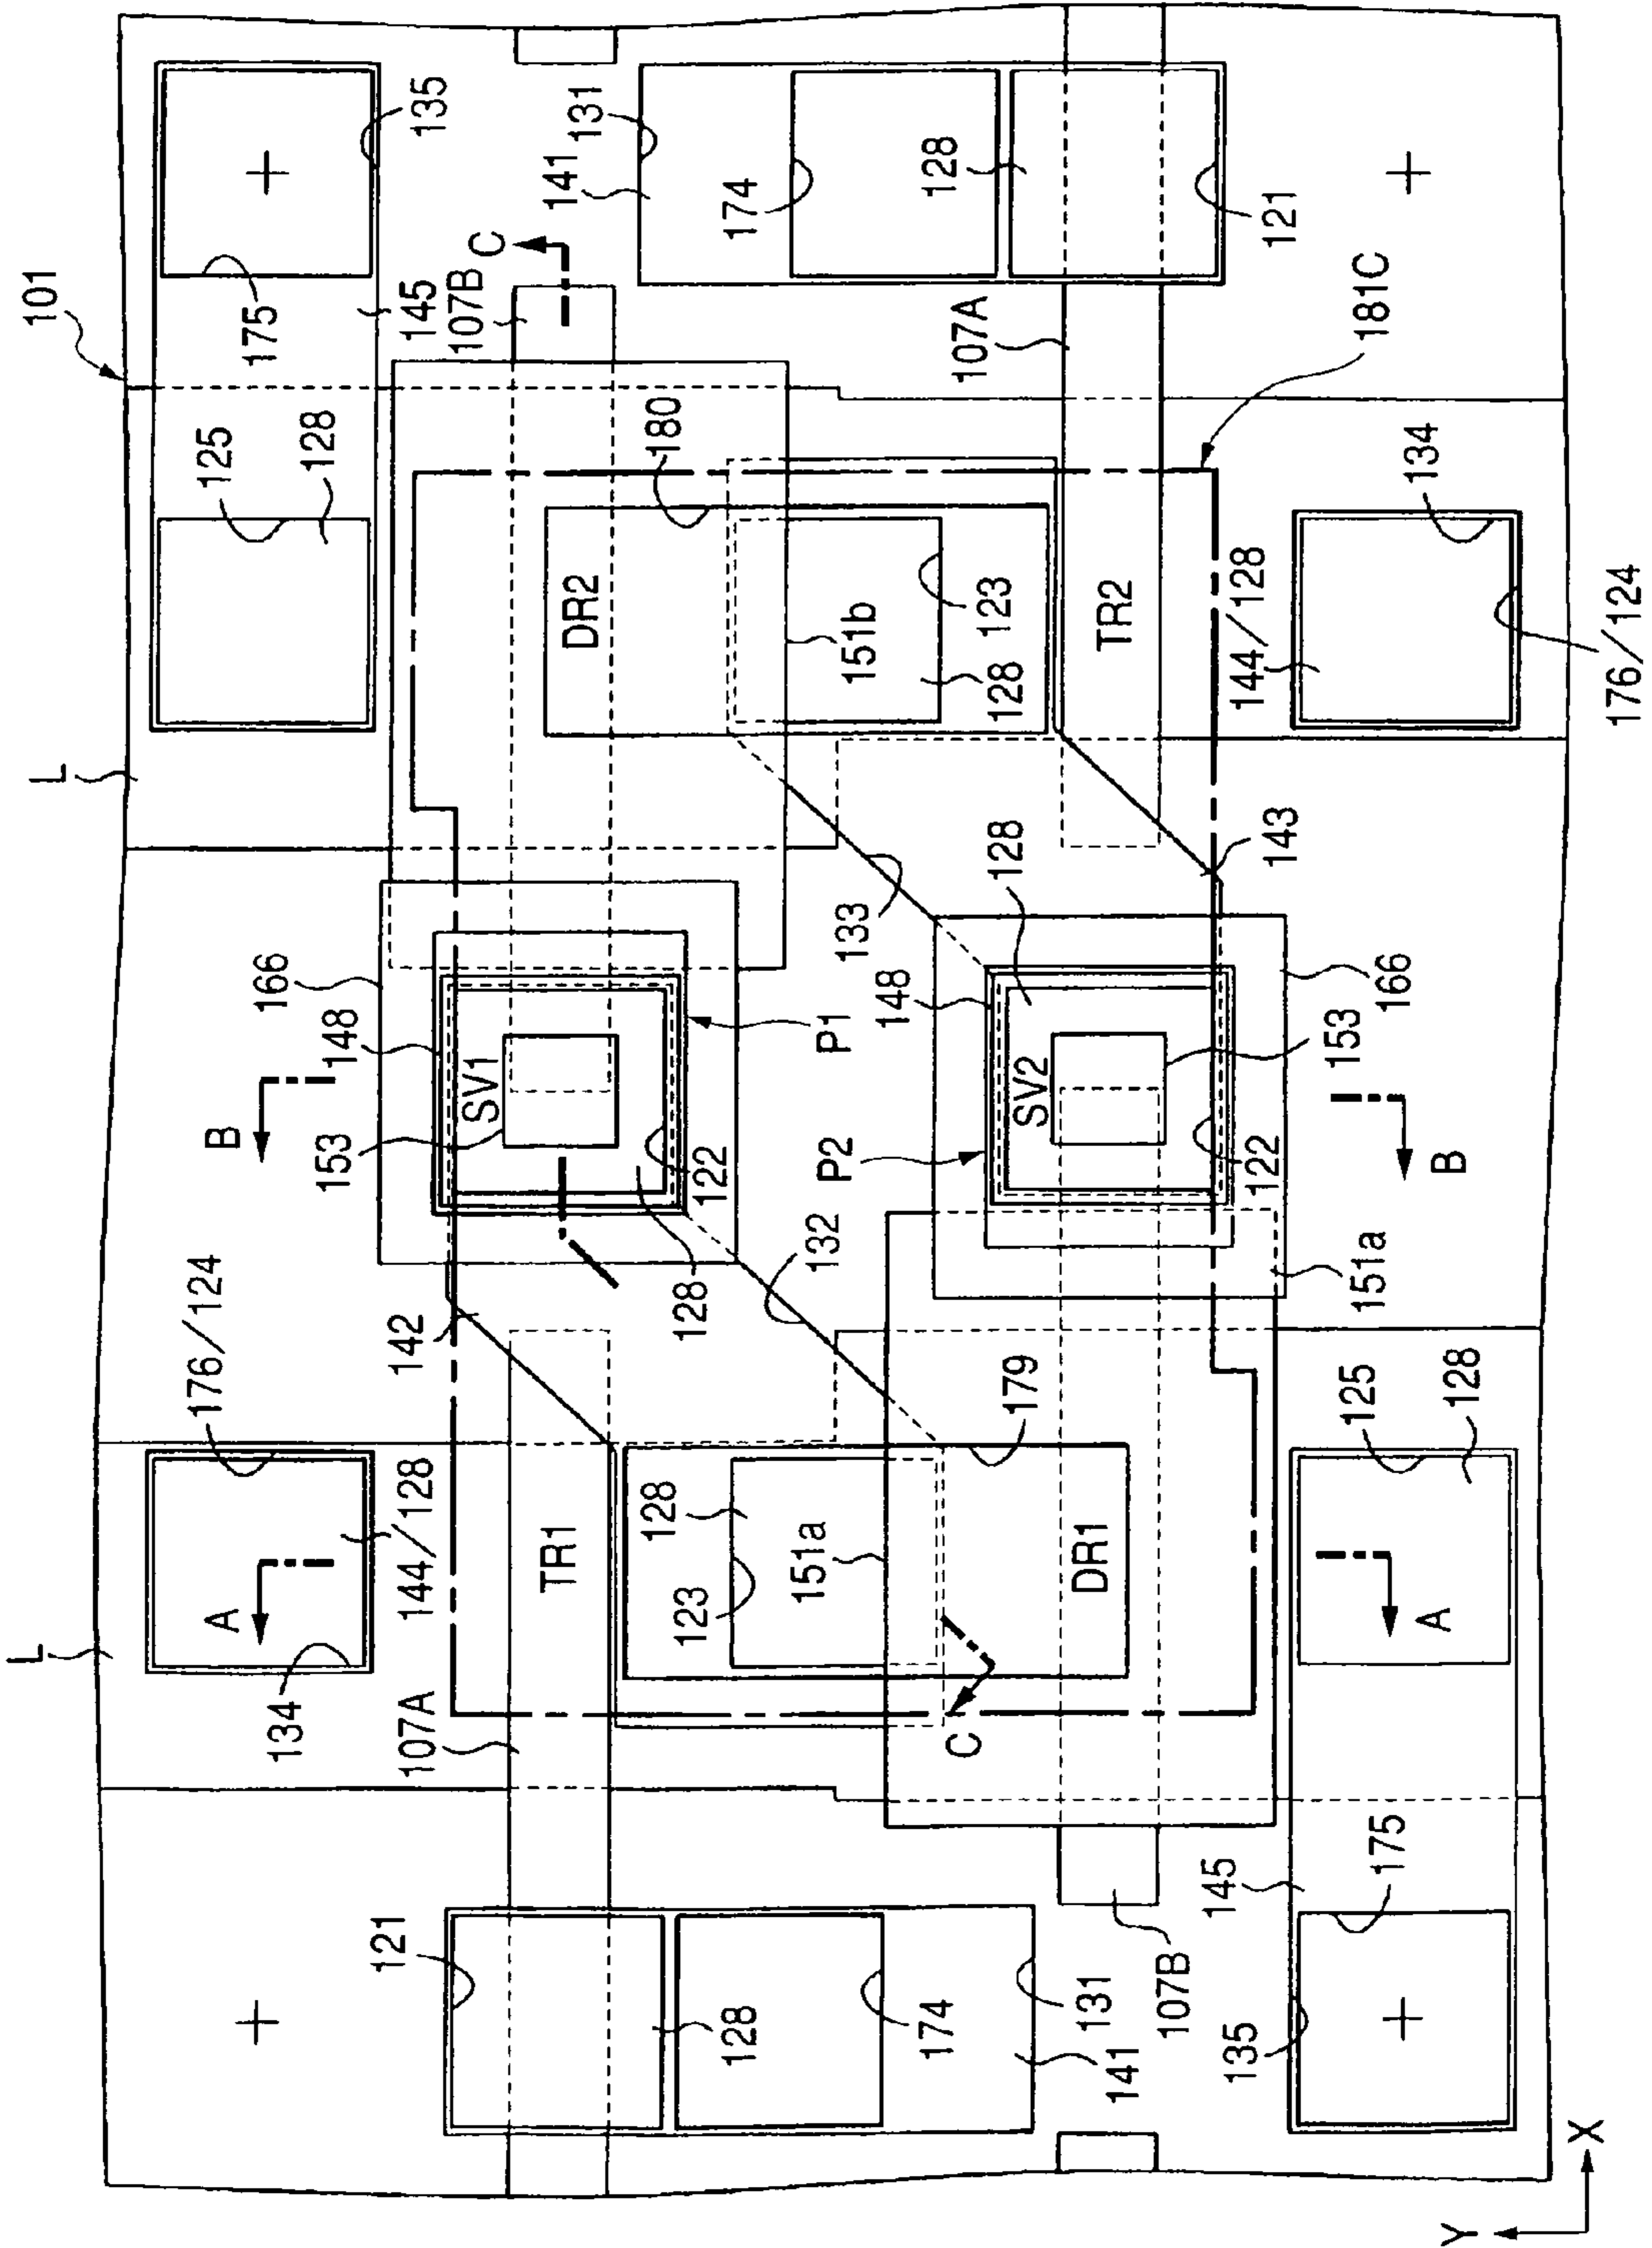 101
L
L
125
128
175
145
135
107B
C
141
131
174
128
121
107A
181C
180
DR2
151b
123
128
TR2
134
144/128
176/124
133
128
143
166
148
P1
SV1
153
B
122
128
148
166
SV2
153
P2
122
B
151a
132
142
176/124
144/128
A
134
TR1
107A
128
123
151a
179
DR1
C
125
128
A
175
145
135
121
128
174
131
141
107B
Y
X